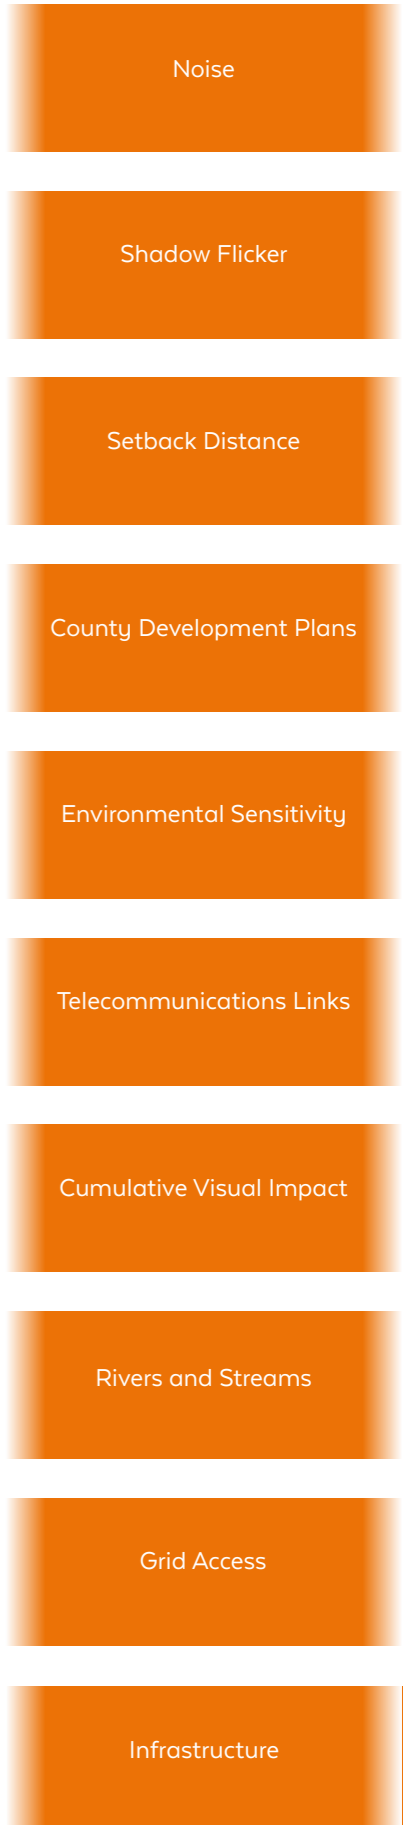 Noise
Shadow Flicker
Setback Distance
County Development Plans
Environmental Sensitivity
Telecommunications Links
Cumulative Visual Impact
Rivers and Streams
Grid Access
Infrastructure